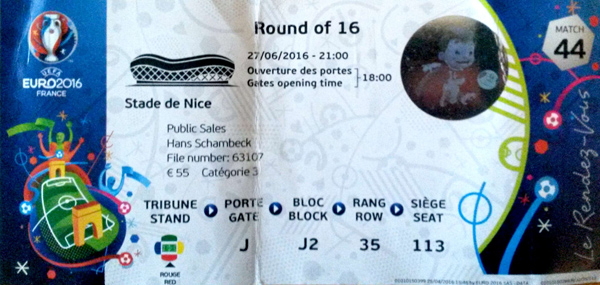 Round of 16
MATCH
44
27/06/2016 - 21:00
Ouverture des portes
Gates opening time
18:00
UEFA
EURO2016
FRANCE
Stade de Nice
Public Sales
Hans Schambeck
File number: 63107
€ 55 Catégorie 3
Le Rendez-Vous
TRIBUNE PORTE BLOC RANG SIÈGE
STAND GATE BLOCK ROW SEAT
J J2 35 113
ROUGE
RED